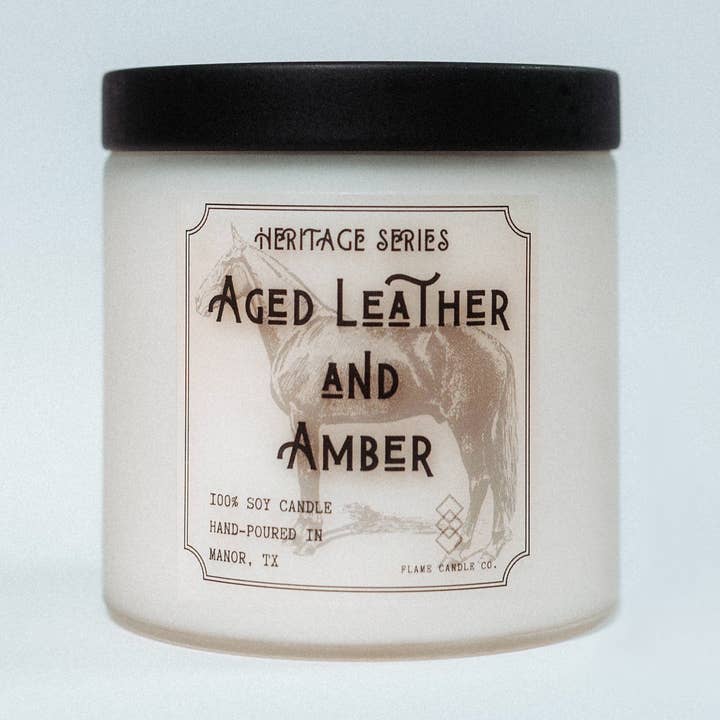 HERITAGE SERIES
AGED LEATHER
AND
AMBER
100% SOY CANDLE
HAND-POURED IN
MANOR, TX
FLAME CANDLE CO.